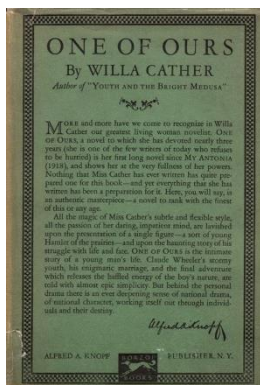 ONE OF OURS
By WILLA CATHER
Author of "YOUTH AND THE BRIGHT MEDUSA"
MORE and more have we come to recognize in Willa
Cather our greatest living woman novelist. ONE
OF OURS, a novel to which she has devoted nearly three
years (she is one of the few writers of today who refuses
to be hurried) is her first long novel since MY ANTONIA
(1918), and shows her at the very fullness of her powers.
Nothing that Miss Cather has ever written has quite pre-
pared one for this book—and yet everything that she has
written has been a preparation for it. Here, you will say, is
an authentic masterpiece—a novel to rank with the finest
of this or any age.
All the magic of Miss Cather's subtle and flexible style,
all the passion of her daring, impatient mind, are lavished
upon the presentation of a single figure—a sort of young
Hamlet of the prairies—and upon the haunting story of his
struggle with life and fate. ONE OF OURS is the intimate
story of a young man's life. Claude Wheeler's stormy
youth, his enigmatic marriage, and the final adventure
which releases the baffled energy of the boy's nature, are
told with almost epic simplicity. But behind the personal
drama there is an ever deepening sense of national drama,
of national character, working itself out through individ-
uals and their destiny.
Alfred A. Knopf
ALFRED A. KNOPF PUBLISHER, N.Y.
BORZOI
BOOKS